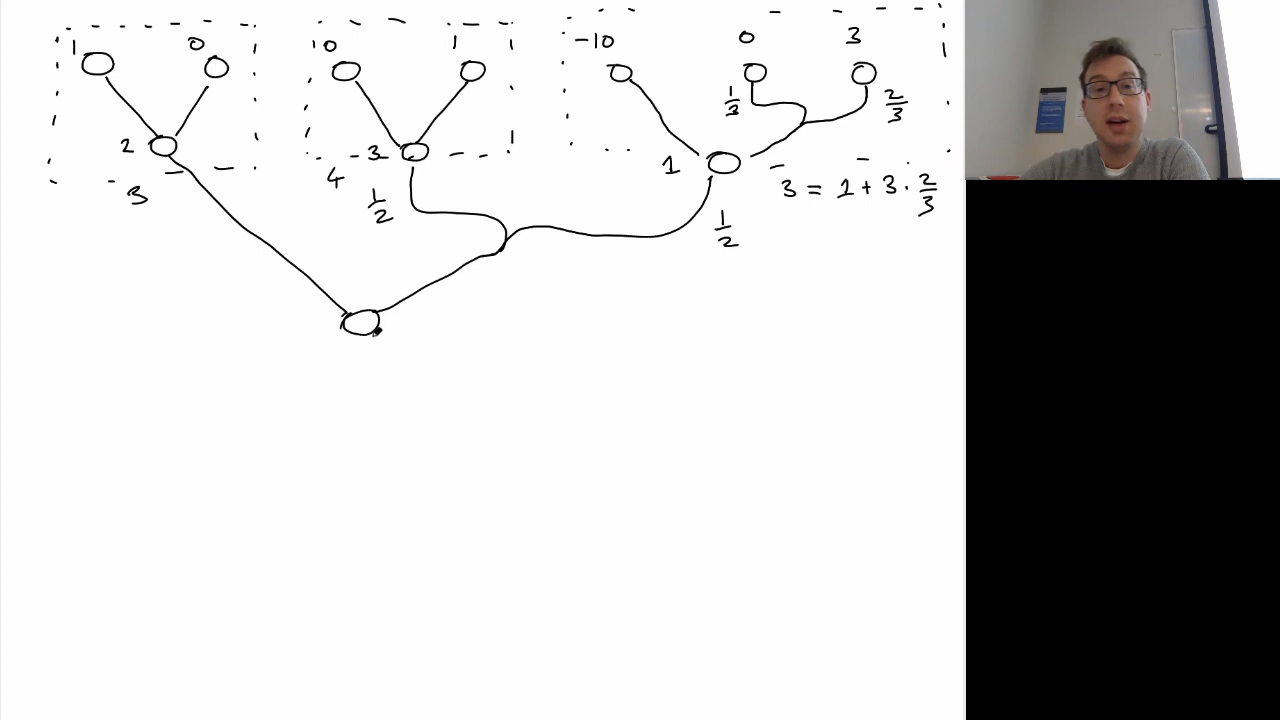 1 0 0 1 -10 0 3
1/3 2/3
2 3 1
3 4 3 = 1 + 3 · 2/3
1/2 1/2